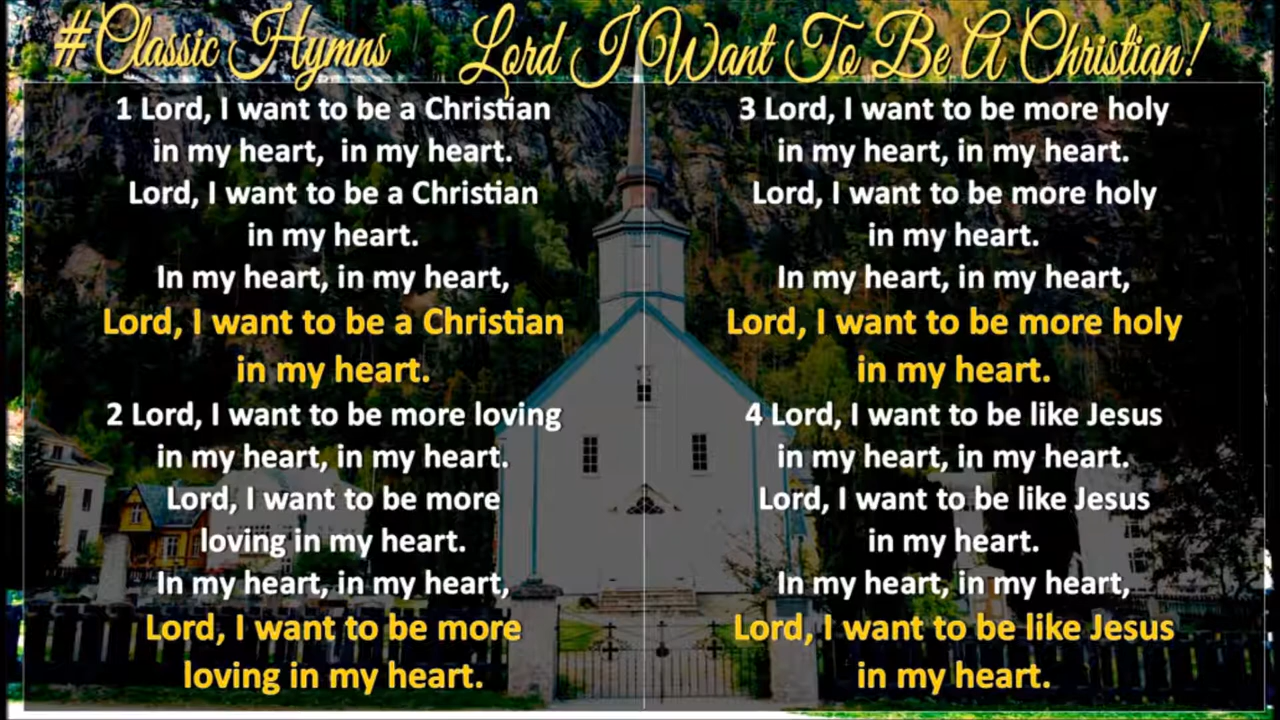 #Classic Hymns Lord I Want To Be A Christian!
1 Lord, I want to be a Christian
in my heart, in my heart.
Lord, I want to be a Christian
in my heart.
In my heart, in my heart,
Lord, I want to be a Christian
in my heart.
2 Lord, I want to be more loving
in my heart, in my heart.
Lord, I want to be more
loving in my heart.
In my heart, in my heart,
Lord, I want to be more
loving in my heart.
3 Lord, I want to be more holy
in my heart, in my heart.
Lord, I want to be more holy
in my heart.
In my heart, in my heart,
Lord, I want to be more holy
in my heart.
4 Lord, I want to be like Jesus
in my heart, in my heart.
Lord, I want to be like Jesus
in my heart.
In my heart, in my heart,
Lord, I want to be like Jesus
in my heart.